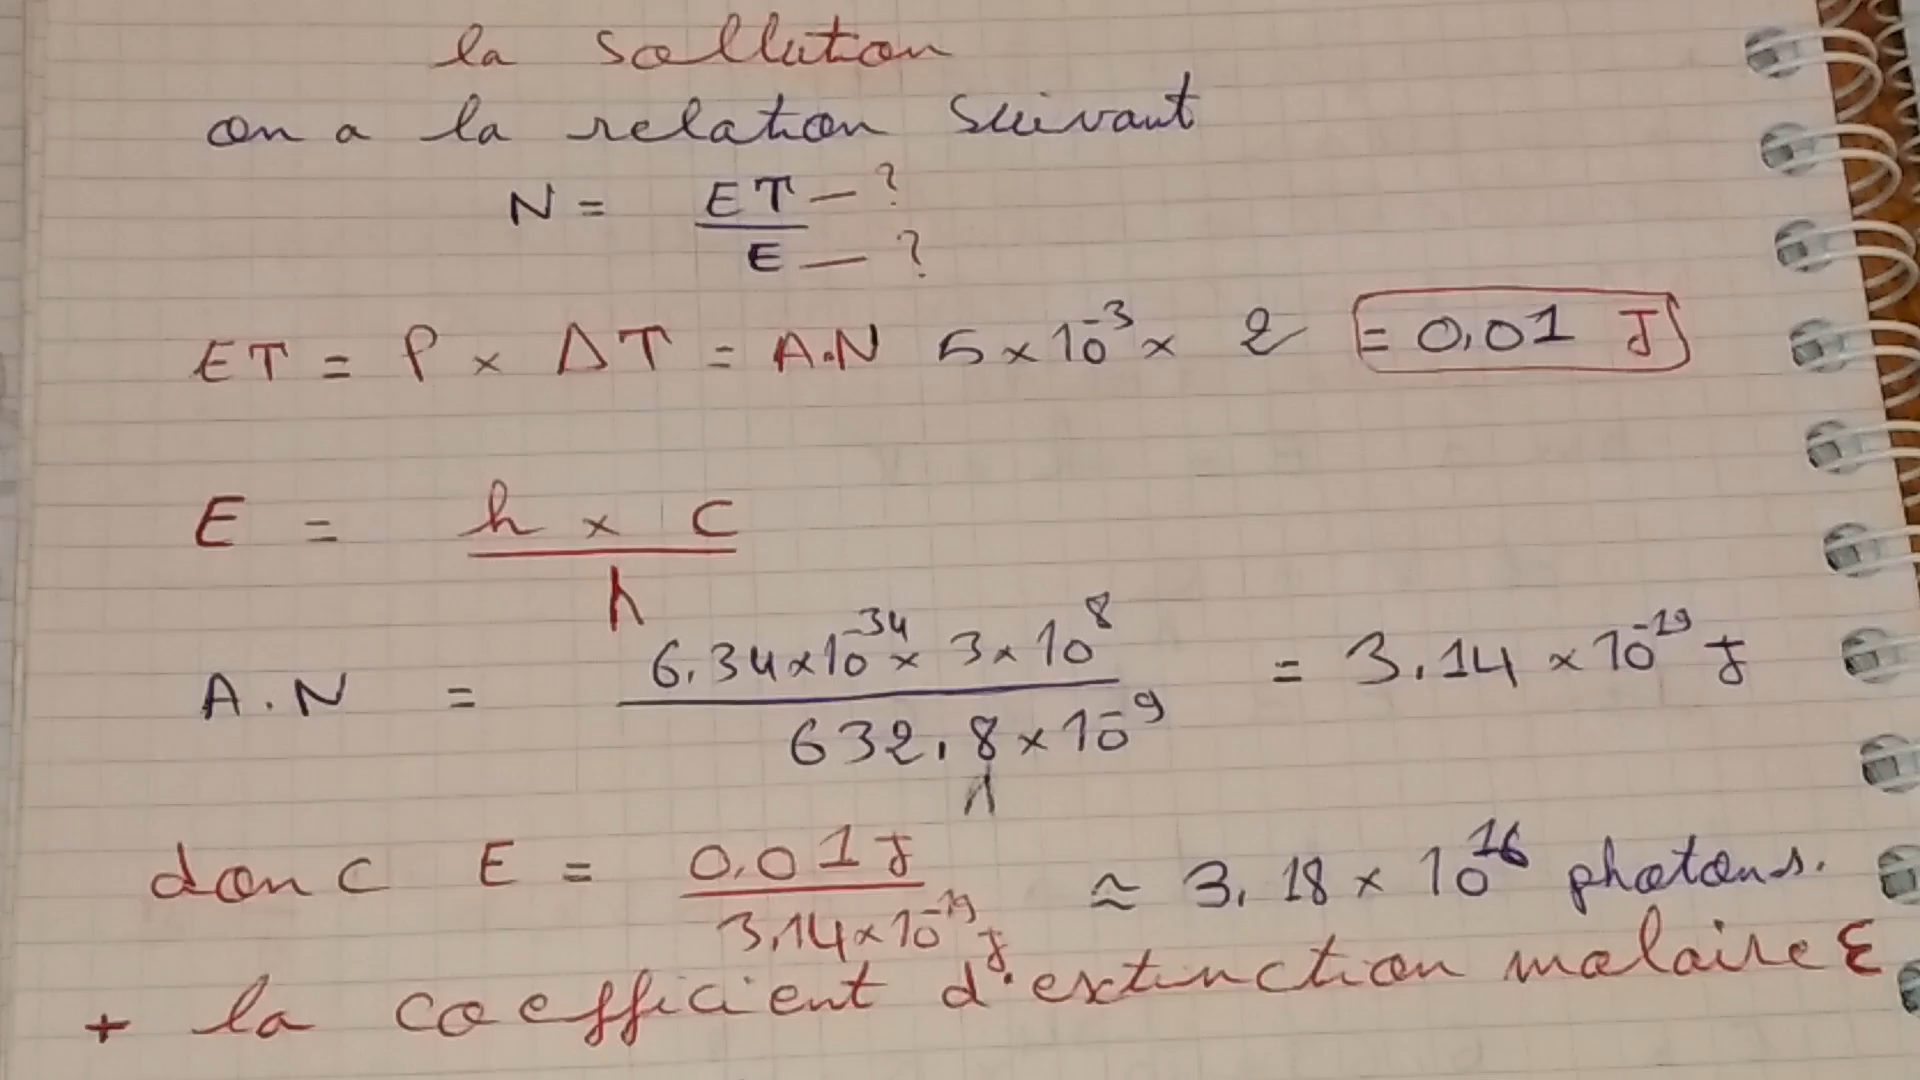 la sollution
on a la relation suivant
N = ET — ?
E — ?
ET = P × ΔT = A.N 5×10⁻³ × 2 = 0,01 J
E = h × c
λ
6.34×10⁻³⁴ × 3×10⁸
A.N = = 3.14 ×10⁻¹⁹ J
632,8×10⁻⁹
λ
donc E = 0.01 J ≈ 3,18 × 10¹⁶ photons.
3,14×10⁻¹⁹ J
+ la coefficient d'extinction molaire ε